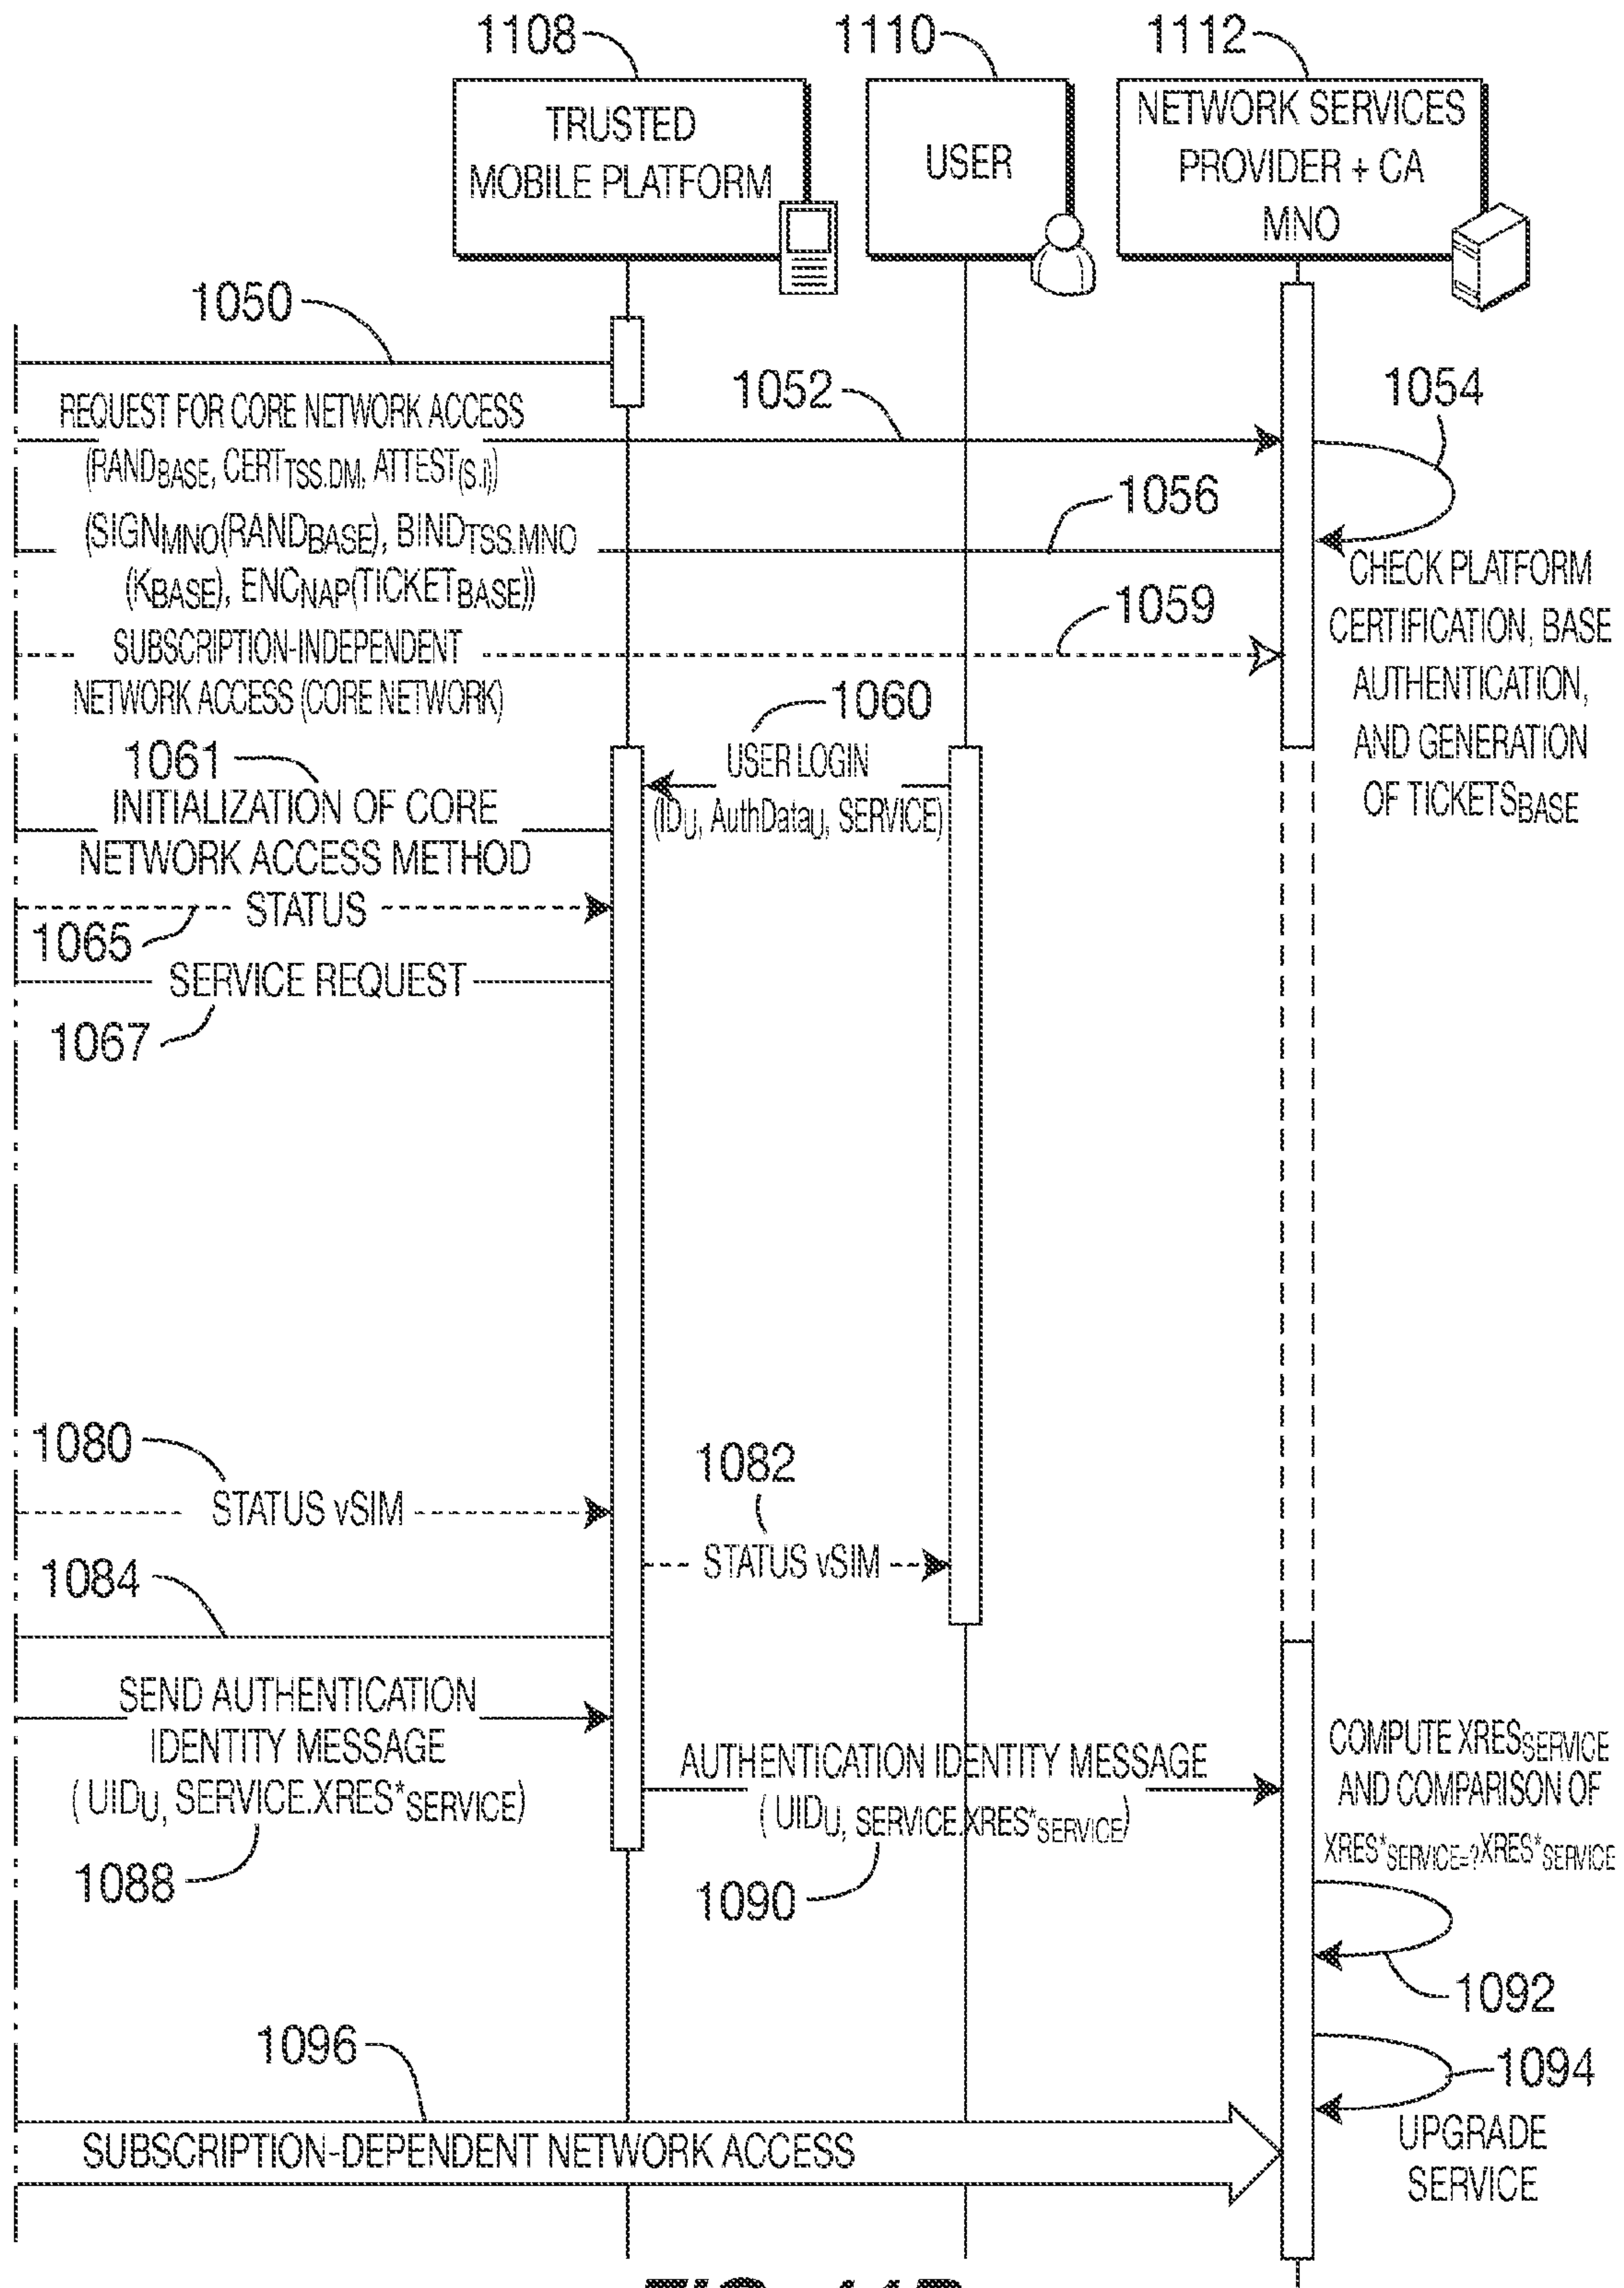 1108
1110
1112
TRUSTED
MOBILE PLATFORM
USER
NETWORK SERVICES
PROVIDER + CA
MNO
1050
1052
1054
REQUEST FOR CORE NETWORK ACCESS
(RANDBASE, CERTTSS.DM, ATTEST(S.i))
1056
(SIGNMNO(RANDBASE), BINDTSS.MNO
(KBASE), ENCNAP(TICKETBASE))
CHECK PLATFORM
CERTIFICATION, BASE
AUTHENTICATION,
AND GENERATION
OF TICKETSBASE
1059
SUBSCRIPTION-INDEPENDENT
NETWORK ACCESS (CORE NETWORK)
1060
USER LOGIN
(IDU, AuthDataU, SERVICE)
1061
INITIALIZATION OF CORE
NETWORK ACCESS METHOD
STATUS
1065
SERVICE REQUEST
1067
1080
STATUS vSIM
1082
STATUS vSIM
1084
SEND AUTHENTICATION
IDENTITY MESSAGE
( UIDU, SERVICE.XRES*SERVICE)
1088
AUTHENTICATION IDENTITY MESSAGE
( UIDU, SERVICE.XRES*SERVICE)
1090
COMPUTE XRESSERVICE
AND COMPARISON OF
XRES*SERVICE=?XRES*SERVICE
1092
1094
UPGRADE
SERVICE
1096
SUBSCRIPTION-DEPENDENT NETWORK ACCESS